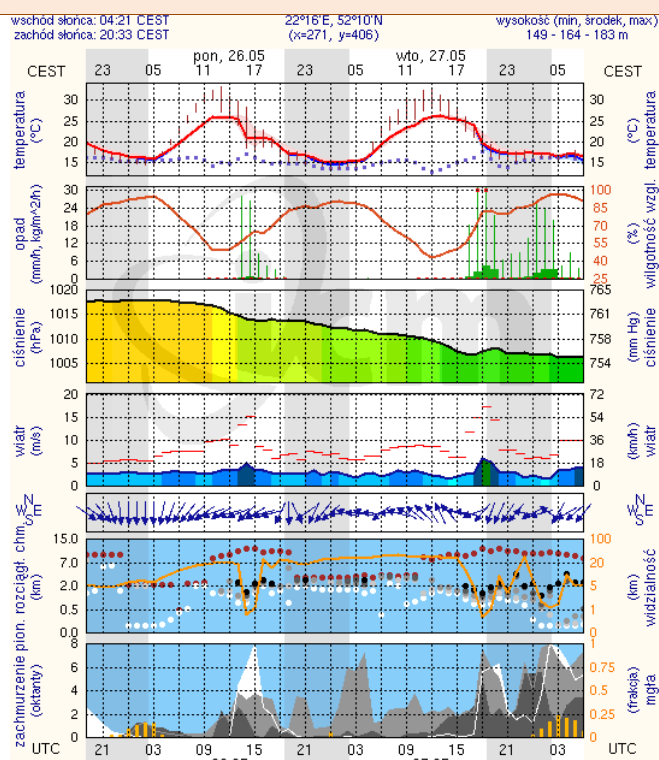 wschód słońca: 04:21 CEST 22°16'E, 52°10'N wysokość (min, środek, max)
zachód słońca: 20:33 CEST (x=271, y=406) 149 - 164 - 183 m
pon, 26.05 wto, 27.05
CEST 23 05 11 17 23 05 11 17 23 05 CEST
temperatura (°C)
30 25 20 15
30 25 20 15
temperatura (°C)
opad (mm/h, kg/m^2/h)
30 24 18 12 6 0
100 85 70 55 40 25
wilgotność wzgl. (%)
ciśnienie (hPa)
1020 1015 1010 1005
765 761 758 754
ciśnienie (mm Hg)
wiatr (m/s)
20 15 10 5 0
72 54 36 18 0
wiatr (km/h)
N W E S
N W E S
pion. rozciągł. chm. (km)
15.0 7.0 2.0 0.5 0.0
100 20 5 1 0
widzialność (km)
zachmurzenie (oktanty)
8 6 4 2 0
1 0.75 0.5 0.25 0
mgła (frakcja)
UTC 21 03 09 15 21 03 09 15 21 03 UTC